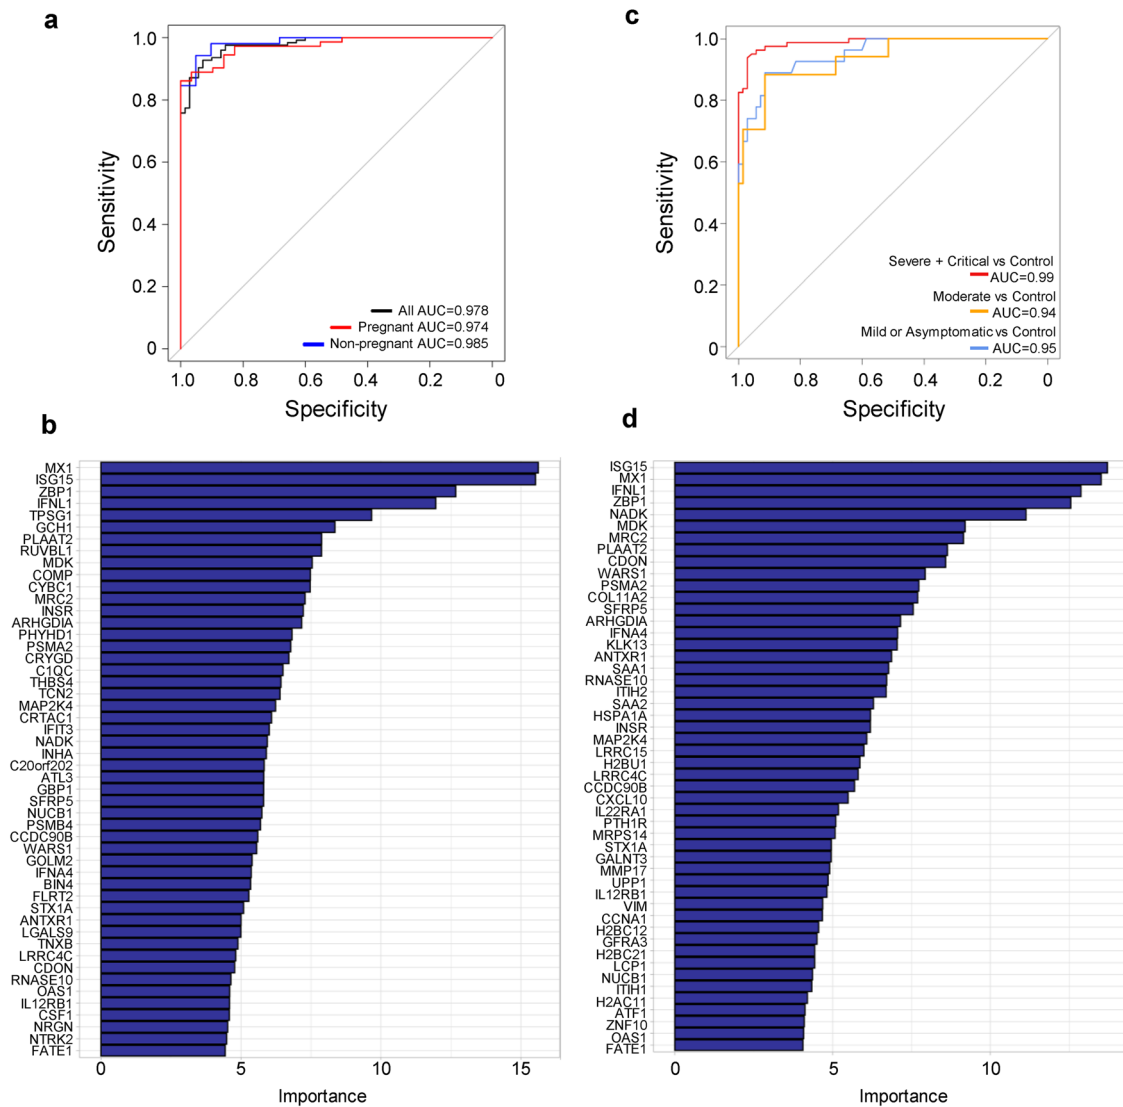 a
1.0
0.8
0.6
0.4
0.2
0
Sensitivity
All AUC=0.978
Pregnant AUC=0.974
Non-pregnant AUC=0.985
1.0 0.8 0.6 0.4 0.2 0
Specificity
b
MX1
ISG15
ZBP1
IFNL1
TPSG1
GCH1
PLAAT2
RUVBL1
MDK
COMP
CYBC1
MRC2
INSR
ARHGDIA
PHYHD1
PSMA2
CRYGD
C1QC
THBS4
TCN2
MAP2K4
CRTAC1
IFIT3
NADK
INHA
C20orf202
ATL3
GBP1
SFRP5
NUCB1
PSMB4
CCDC90B
WARS1
GOLM2
IFNA4
BIN4
FLRT2
STX1A
ANTXR1
LGALS9
TNXB
LRRC4C
CDON
RNASE10
OAS1
IL12RB1
CSF1
NRGN
NTRK2
FATE1
0 5 10 15
Importance
c
1.0
0.8
0.6
0.4
0.2
0
Sensitivity
Severe + Critical vs Control
AUC=0.99
Moderate vs Control
AUC=0.94
Mild or Asymptomatic vs Control
AUC=0.95
1.0 0.8 0.6 0.4 0.2 0
Specificity
d
ISG15
MX1
IFNL1
ZBP1
NADK
MDK
MRC2
PLAAT2
CDON
WARS1
PSMA2
COL11A2
SFRP5
ARHGDIA
IFNA4
KLK13
ANTXR1
SAA1
RNASE10
ITIH2
SAA2
HSPA1A
INSR
MAP2K4
LRRC15
H2BU1
LRRC4C
CCDC90B
CXCL10
IL22RA1
PTH1R
MRPS14
STX1A
GALNT3
MMP17
UPP1
IL12RB1
VIM
CCNA1
H2BC12
GFRA3
H2BC21
LCP1
NUCB1
ITIH1
H2AC11
ATF1
ZNF10
OAS1
FATE1
0 5 10
Importance